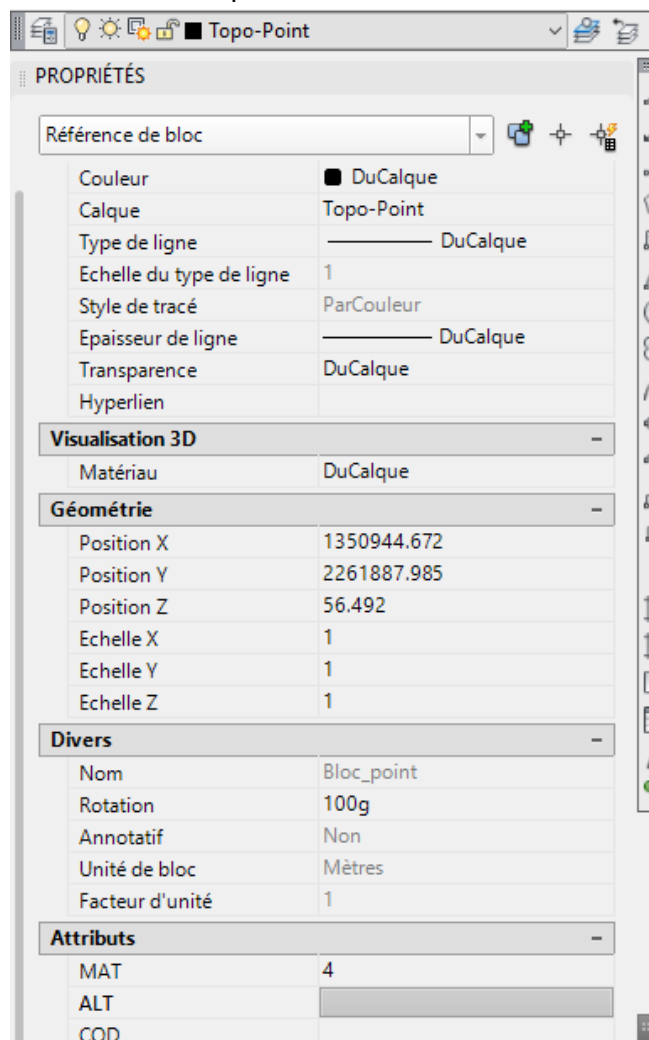 Topo-Point
PROPRIÉTÉS
Référence de bloc
Couleur DuCalque
Calque Topo-Point
Type de ligne DuCalque
Echelle du type de ligne 1
Style de tracé ParCouleur
Epaisseur de ligne DuCalque
Transparence DuCalque
Hyperlien
Visualisation 3D
Matériau DuCalque
Géométrie
Position X 1350944.672
Position Y 2261887.985
Position Z 56.492
Echelle X 1
Echelle Y 1
Echelle Z 1
Divers
Nom Bloc_point
Rotation 100g
Annotatif Non
Unité de bloc Mètres
Facteur d'unité 1
Attributs
MAT 4
ALT
COD